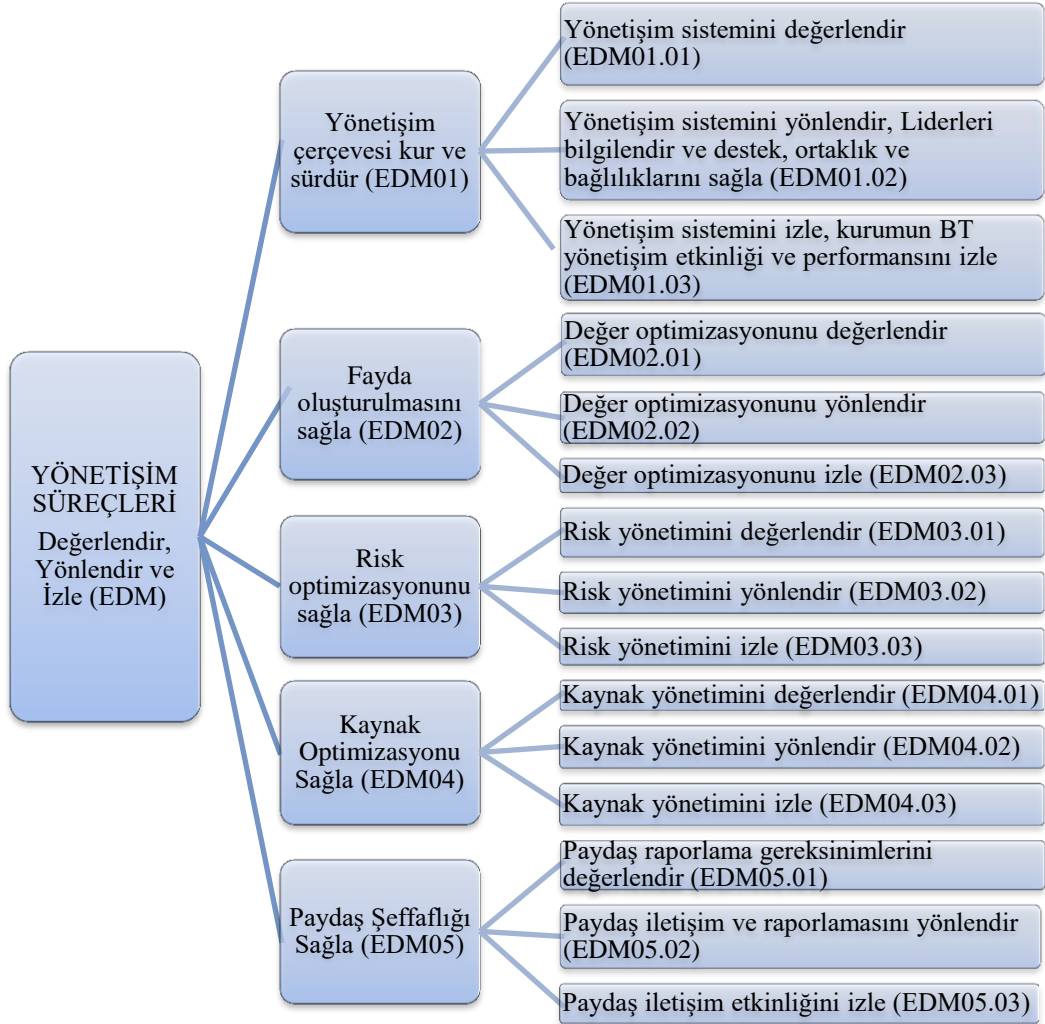 YÖNETİŞİM
SÜREÇLERİ
Değerlendir,
Yönlendir ve
İzle (EDM)
Yönetişim
çerçevesi kur ve
sürdür (EDM01)
Yönetişim sistemini değerlendir
(EDM01.01)
Yönetişim sistemini yönlendir, Liderleri
bilgilendir ve destek, ortaklık ve
bağlılıklarını sağla (EDM01.02)
Yönetişim sistemini izle, kurumun BT
yönetişim etkinliği ve performansını izle
(EDM01.03)
Fayda
oluşturulmasını
sağla (EDM02)
Değer optimizasyonunu değerlendir
(EDM02.01)
Değer optimizasyonunu yönlendir
(EDM02.02)
Değer optimizasyonunu izle (EDM02.03)
Risk
optimizasyonunu
sağla (EDM03)
Risk yönetimini değerlendir (EDM03.01)
Risk yönetimini yönlendir (EDM03.02)
Risk yönetimini izle (EDM03.03)
Kaynak
Optimizasyonu
Sağla (EDM04)
Kaynak yönetimini değerlendir (EDM04.01)
Kaynak yönetimini yönlendir (EDM04.02)
Kaynak yönetimini izle (EDM04.03)
Paydaş Şeffaflığı
Sağla (EDM05)
Paydaş raporlama gereksinimlerini
değerlendir (EDM05.01)
Paydaş iletişim ve raporlamasını yönlendir
(EDM05.02)
Paydaş iletişim etkinliğini izle (EDM05.03)